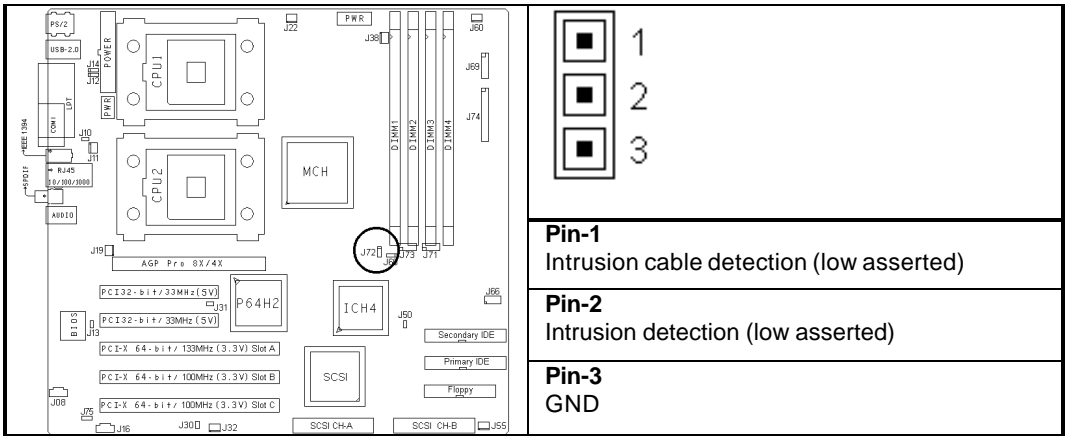 PS/2
USB-2.0
J14
J12
POWER
PWR
LPT
COM1
J10
J11
IEEE 1394
RJ45
10/100/1000
SPDIF
AUDIO
CPU1
CPU2
J22
PWR
J38
J60
J69
J74
DIMM1
DIMM2
DIMM3
DIMM4
MCH
J19
AGP Pro 8X/4X
J72
J73
J71
PCI32-bit/33MHz(5V)
J31
P64H2
ICH4
J50
J66
BIOS
J13
PCI32-bit/33MHz(5V)
PCI-X 64-bit/133MHz(3.3V) Slot A
PCI-X 64-bit/100MHz(3.3V) Slot B
PCI-X 64-bit/100MHz(3.3V) Slot C
SCSI
Secondary IDE
Primary IDE
Floppy
J08
J75
J16
J30
J32
SCSI CH-A
SCSI CH-B
J55
1
2
3
Pin-1
Intrusion cable detection (low asserted)
Pin-2
Intrusion detection (low asserted)
Pin-3
GND